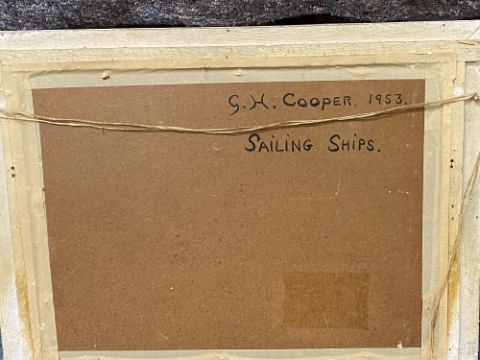 G.H. COOPER. 1953.
SAILING SHIPS.